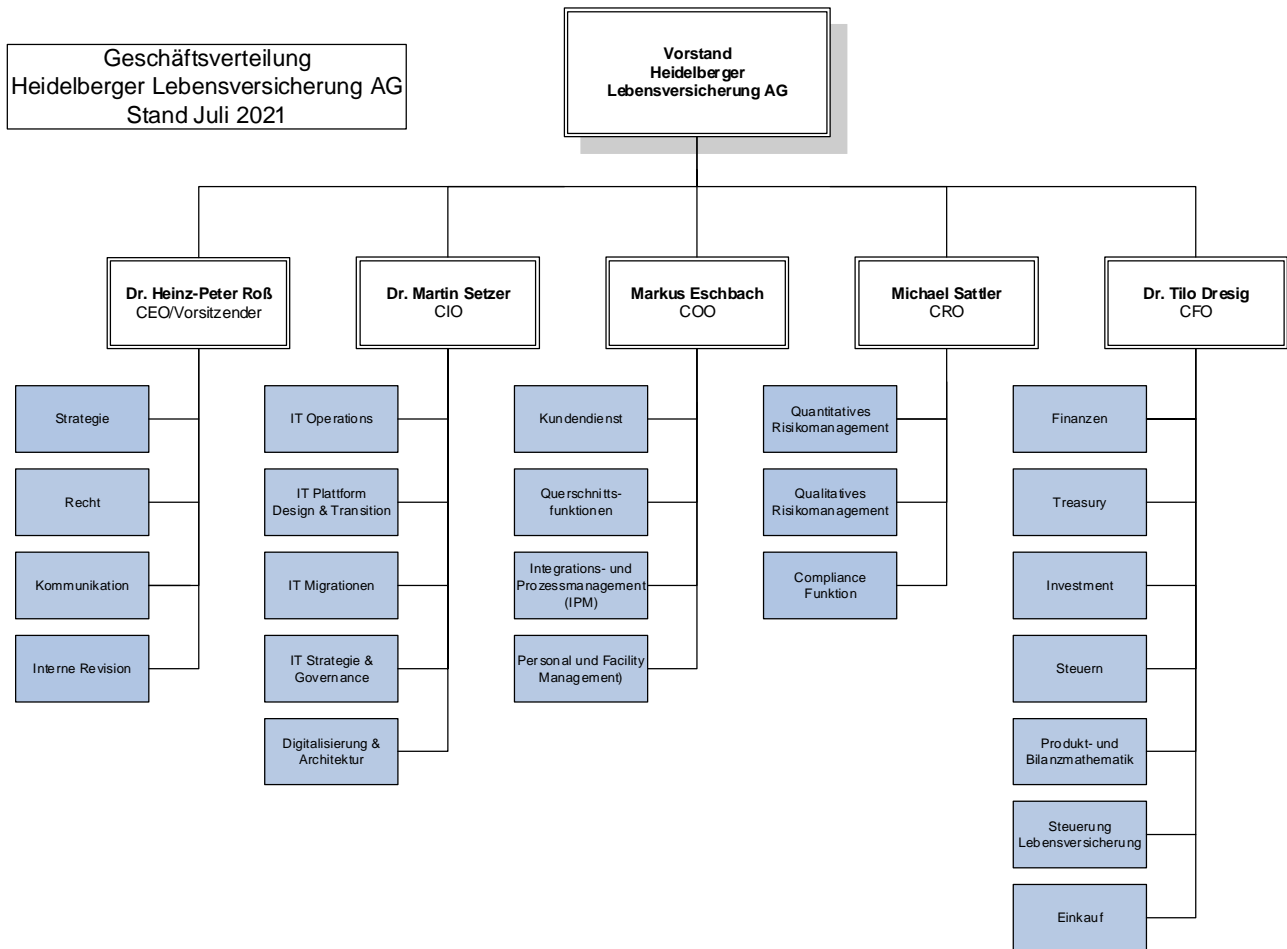 Geschäftsverteilung
Heidelberger Lebensversicherung AG
Stand Juli 2021
Vorstand
Heidelberger
Lebensversicherung AG
Dr. Heinz-Peter Roß
CEO/Vorsitzender
Dr. Martin Setzer
CIO
Markus Eschbach
COO
Michael Sattler
CRO
Dr. Tilo Dresig
CFO
Strategie
Recht
Kommunikation
Interne Revision
IT Operations
IT Plattform
Design & Transition
IT Migrationen
IT Strategie &
Governance
Digitalisierung &
Architektur
Kundendienst
Querschnitts-
funktionen
Integrations- und
Prozessmanagement
(IPM)
Personal und Facility
Management)
Quantitatives
Risikomanagement
Qualitatives
Risikomanagement
Compliance
Funktion
Finanzen
Treasury
Investment
Steuern
Produkt- und
Bilanzmathematik
Steuerung
Lebensversicherung
Einkauf